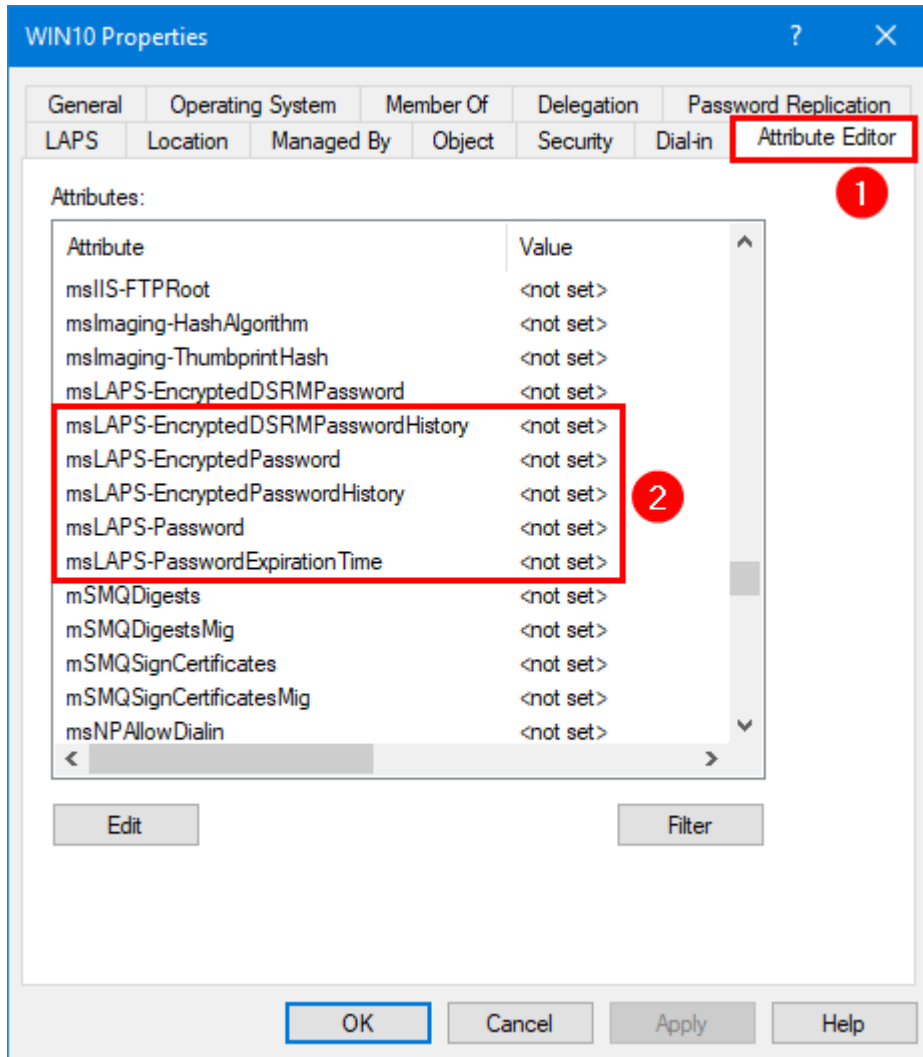 WIN10 Properties ? ×
General Operating System Member Of Delegation Password Replication
LAPS Location Managed By Object Security Dial-in Attribute Editor
1
Attributes:
Attribute Value
msIIS-FTPRoot <not set>
msImaging-HashAlgorithm <not set>
msImaging-ThumbprintHash <not set>
msLAPS-EncryptedDSRMPassword <not set>
msLAPS-EncryptedDSRMPasswordHistory <not set>
msLAPS-EncryptedPassword <not set>
msLAPS-EncryptedPasswordHistory <not set> 2
msLAPS-Password <not set>
msLAPS-PasswordExpirationTime <not set>
mSMQDigests <not set>
mSMQDigestsMig <not set>
mSMQSignCertificates <not set>
mSMQSignCertificatesMig <not set>
msNPAllowDialin <not set>
Edit Filter
OK Cancel Apply Help